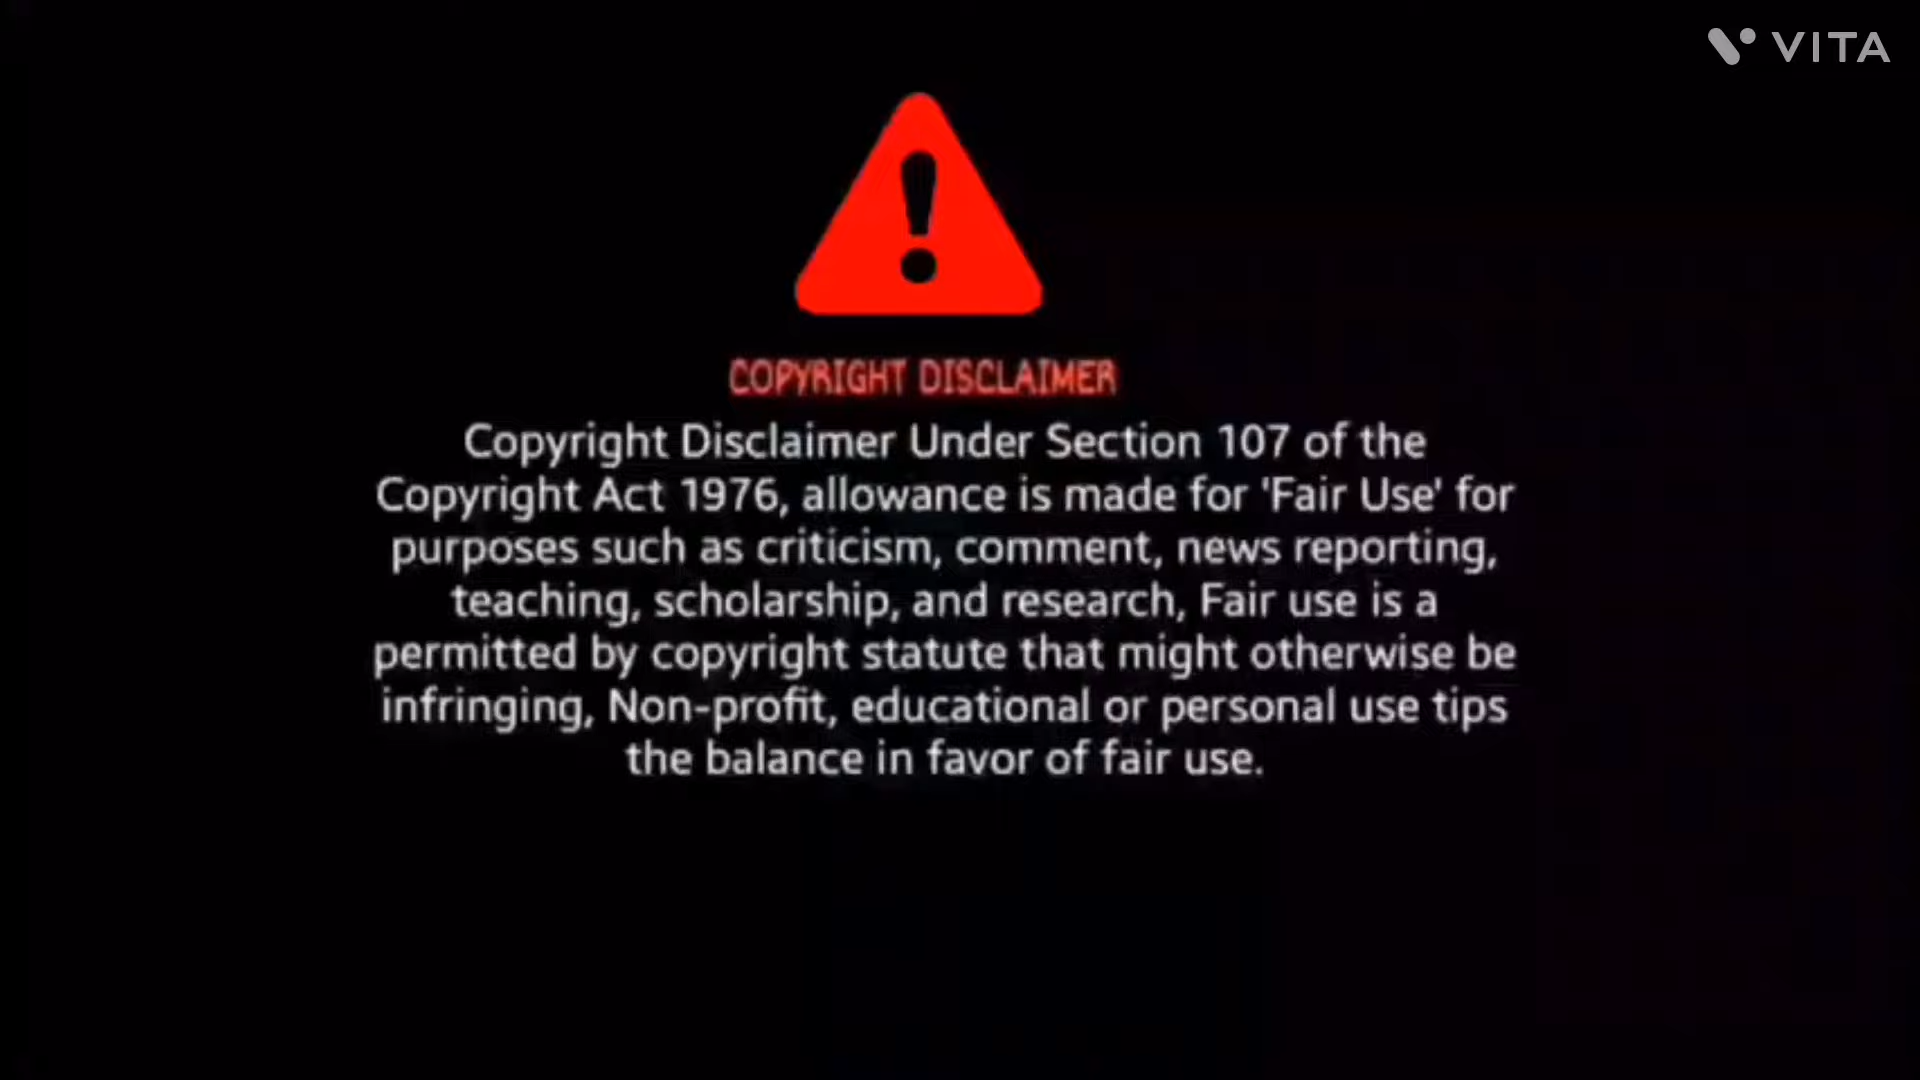 VITA
COPYRIGHT DISCLAIMER
Copyright Disclaimer Under Section 107 of the
Copyright Act 1976, allowance is made for 'Fair Use' for
purposes such as criticism, comment, news reporting,
teaching, scholarship, and research, Fair use is a
permitted by copyright statute that might otherwise be
infringing, Non-profit, educational or personal use tips
the balance in favor of fair use.